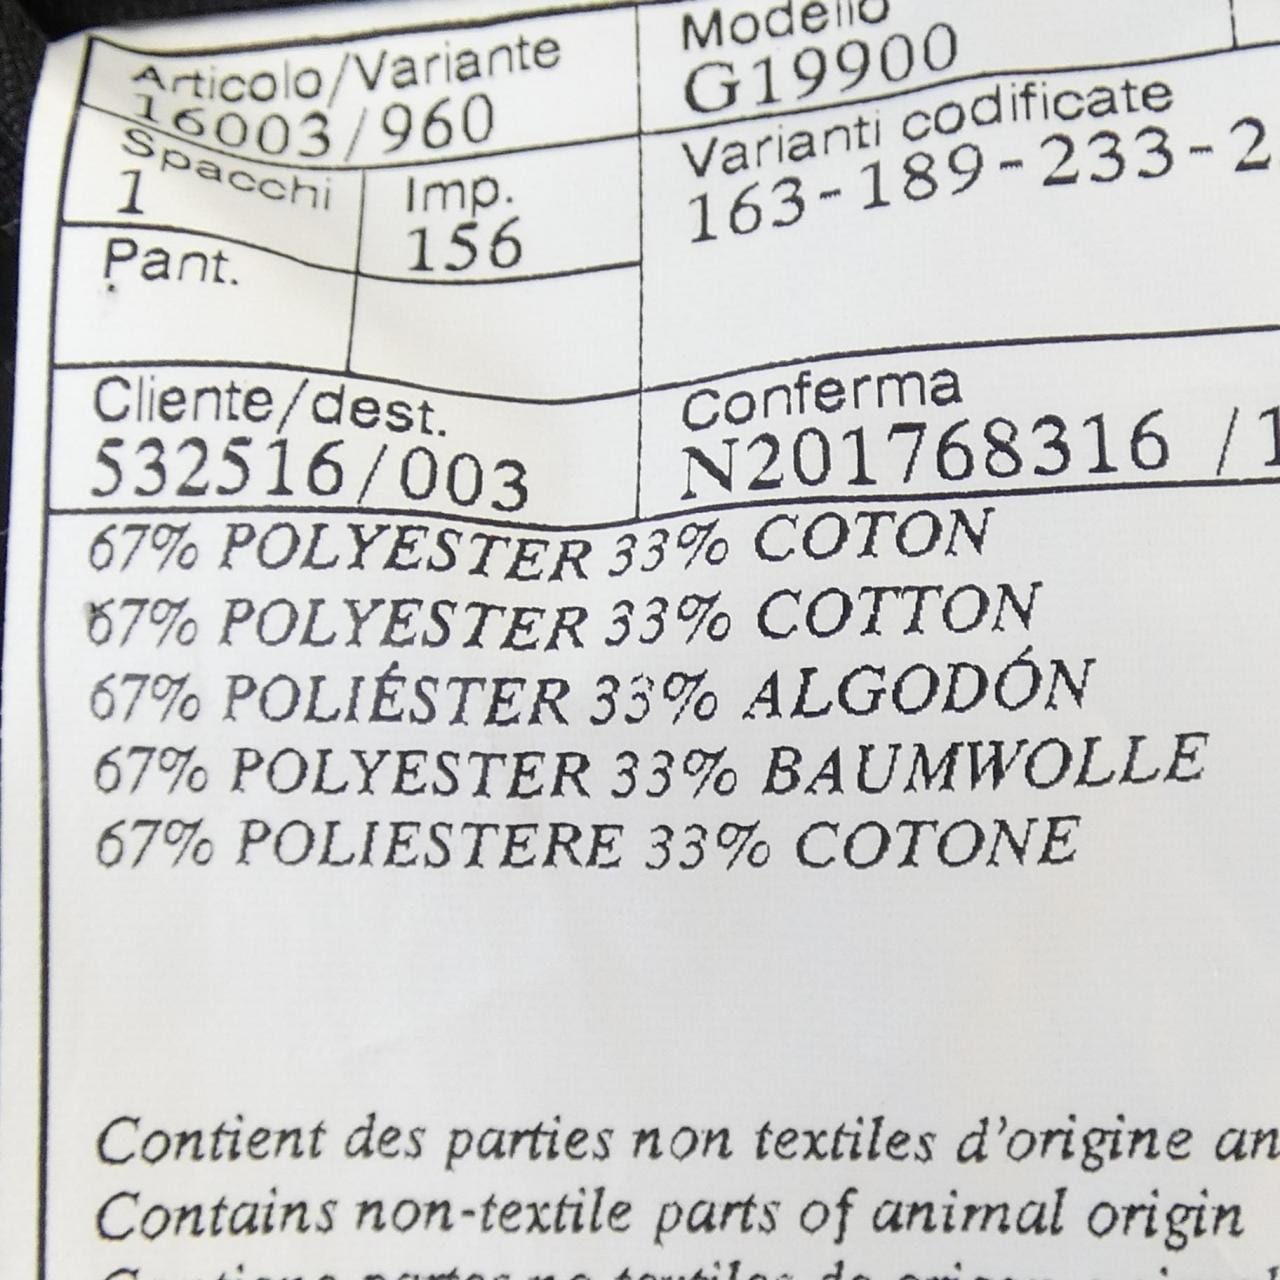 Articolo/Variante
16003/960
Modello
G19900
Spacchi
1
Imp.
156
Varianti codificate
163-189-233-2
Pant.
Cliente/dest.
532516/003
Conferma
N201768316 /1
67% POLYESTER 33% COTON
67% POLYESTER 33% COTTON
67% POLIÉSTER 33% ALGODÓN
67% POLYESTER 33% BAUMWOLLE
67% POLIESTERE 33% COTONE
Contient des parties non textiles d'origine an
Contains non-textile parts of animal origin